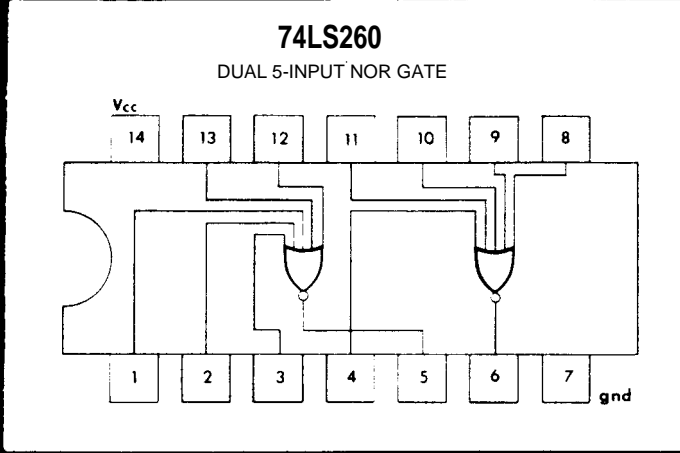 74LS260
DUAL 5-INPUT NOR GATE
Vcc
14 13 12 11 10 9 8
1 2 3 4 5 6 7
gnd